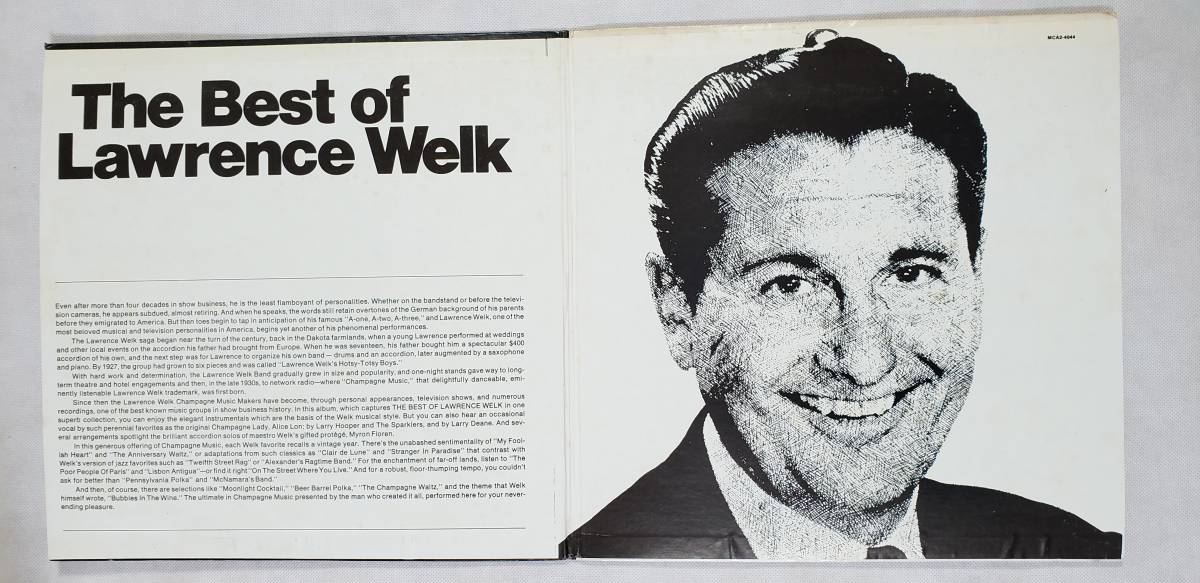 The Best of
Lawrence Welk
Even after more than four decades in show business, he is the least flamboyant of personalities. Whether on the bandstand or before the televi-
sion cameras, he appears subdued, almost retiring. And when he speaks, the words still retain overtones of the German background of his parents
before they emigrated to America. But then toes begin to tap in anticipation of his famous "A-one, A-two, A-three," and Lawrence Welk, one of the
most beloved musical and television personalities in America, begins yet another of his phenomenal performances.
The Lawrence Welk saga began near the turn of the century, back in the Dakota farmlands, when a young Lawrence performed at weddings
and other local events on the accordion his father had brought from Europe. When he was seventeen, his father bought him a spectacular $400
accordion of his own, and the next step was for Lawrence to organize his own band — drums and an accordion, later augmented by a saxophone
and piano. By 1927, the group had grown to six pieces and was called "Lawrence Welk's Hotsy-Totsy Boys."
With hard work and determination, the Lawrence Welk Band gradually grew in size and popularity, and one-night stands gave way to long-
term theatre and hotel engagements and then, in the late 1930s, to network radio—where "Champagne Music," that delightfully danceable, emi-
nently listenable Lawrence Welk trademark, was first born.
Since then the Lawrence Welk Champagne Music Makers have become, through personal appearances, television shows, and numerous
recordings, one of the best known music groups in show business history. In this album, which captures THE BEST OF LAWRENCE WELK in one
superb collection, you can enjoy the elegant instrumentals which are the basis of the Welk musical style. But you can also hear an occasional
vocal by such perennial favorites as the original Champagne Lady, Alice Lon; by Larry Hooper and The Sparklers, and by Larry Deane. And sev-
eral arrangements spotlight the brilliant accordion solos of maestro Welk's gifted protégé, Myron Floren.
In this generous offering of Champagne Music, each Welk favorite recalls a vintage year. There's the unabashed sentimentality of "My Fool-
ish Heart" and "The Anniversary Waltz," or adaptations from such classics as "Clair de Lune" and "Stranger In Paradise" that contrast with
Welk's version of jazz favorites such as "Twelfth Street Rag" or "Alexander's Ragtime Band." For the enchantment of far-off lands, listen to "The
Poor People Of Paris" and "Lisbon Antigua"—or find it right "On The Street Where You Live." And for a robust, floor-thumping tempo, you couldn't
ask for better than "Pennsylvania Polka" and "McNamara's Band."
And then, of course, there are selections like "Moonlight Cocktail," "Beer Barrel Polka," "The Champagne Waltz," and the theme that Welk
himself wrote, "Bubbles In The Wine." The ultimate in Champagne Music presented by the man who created it all, performed here for your never-
ending pleasure.
MCA2-4044